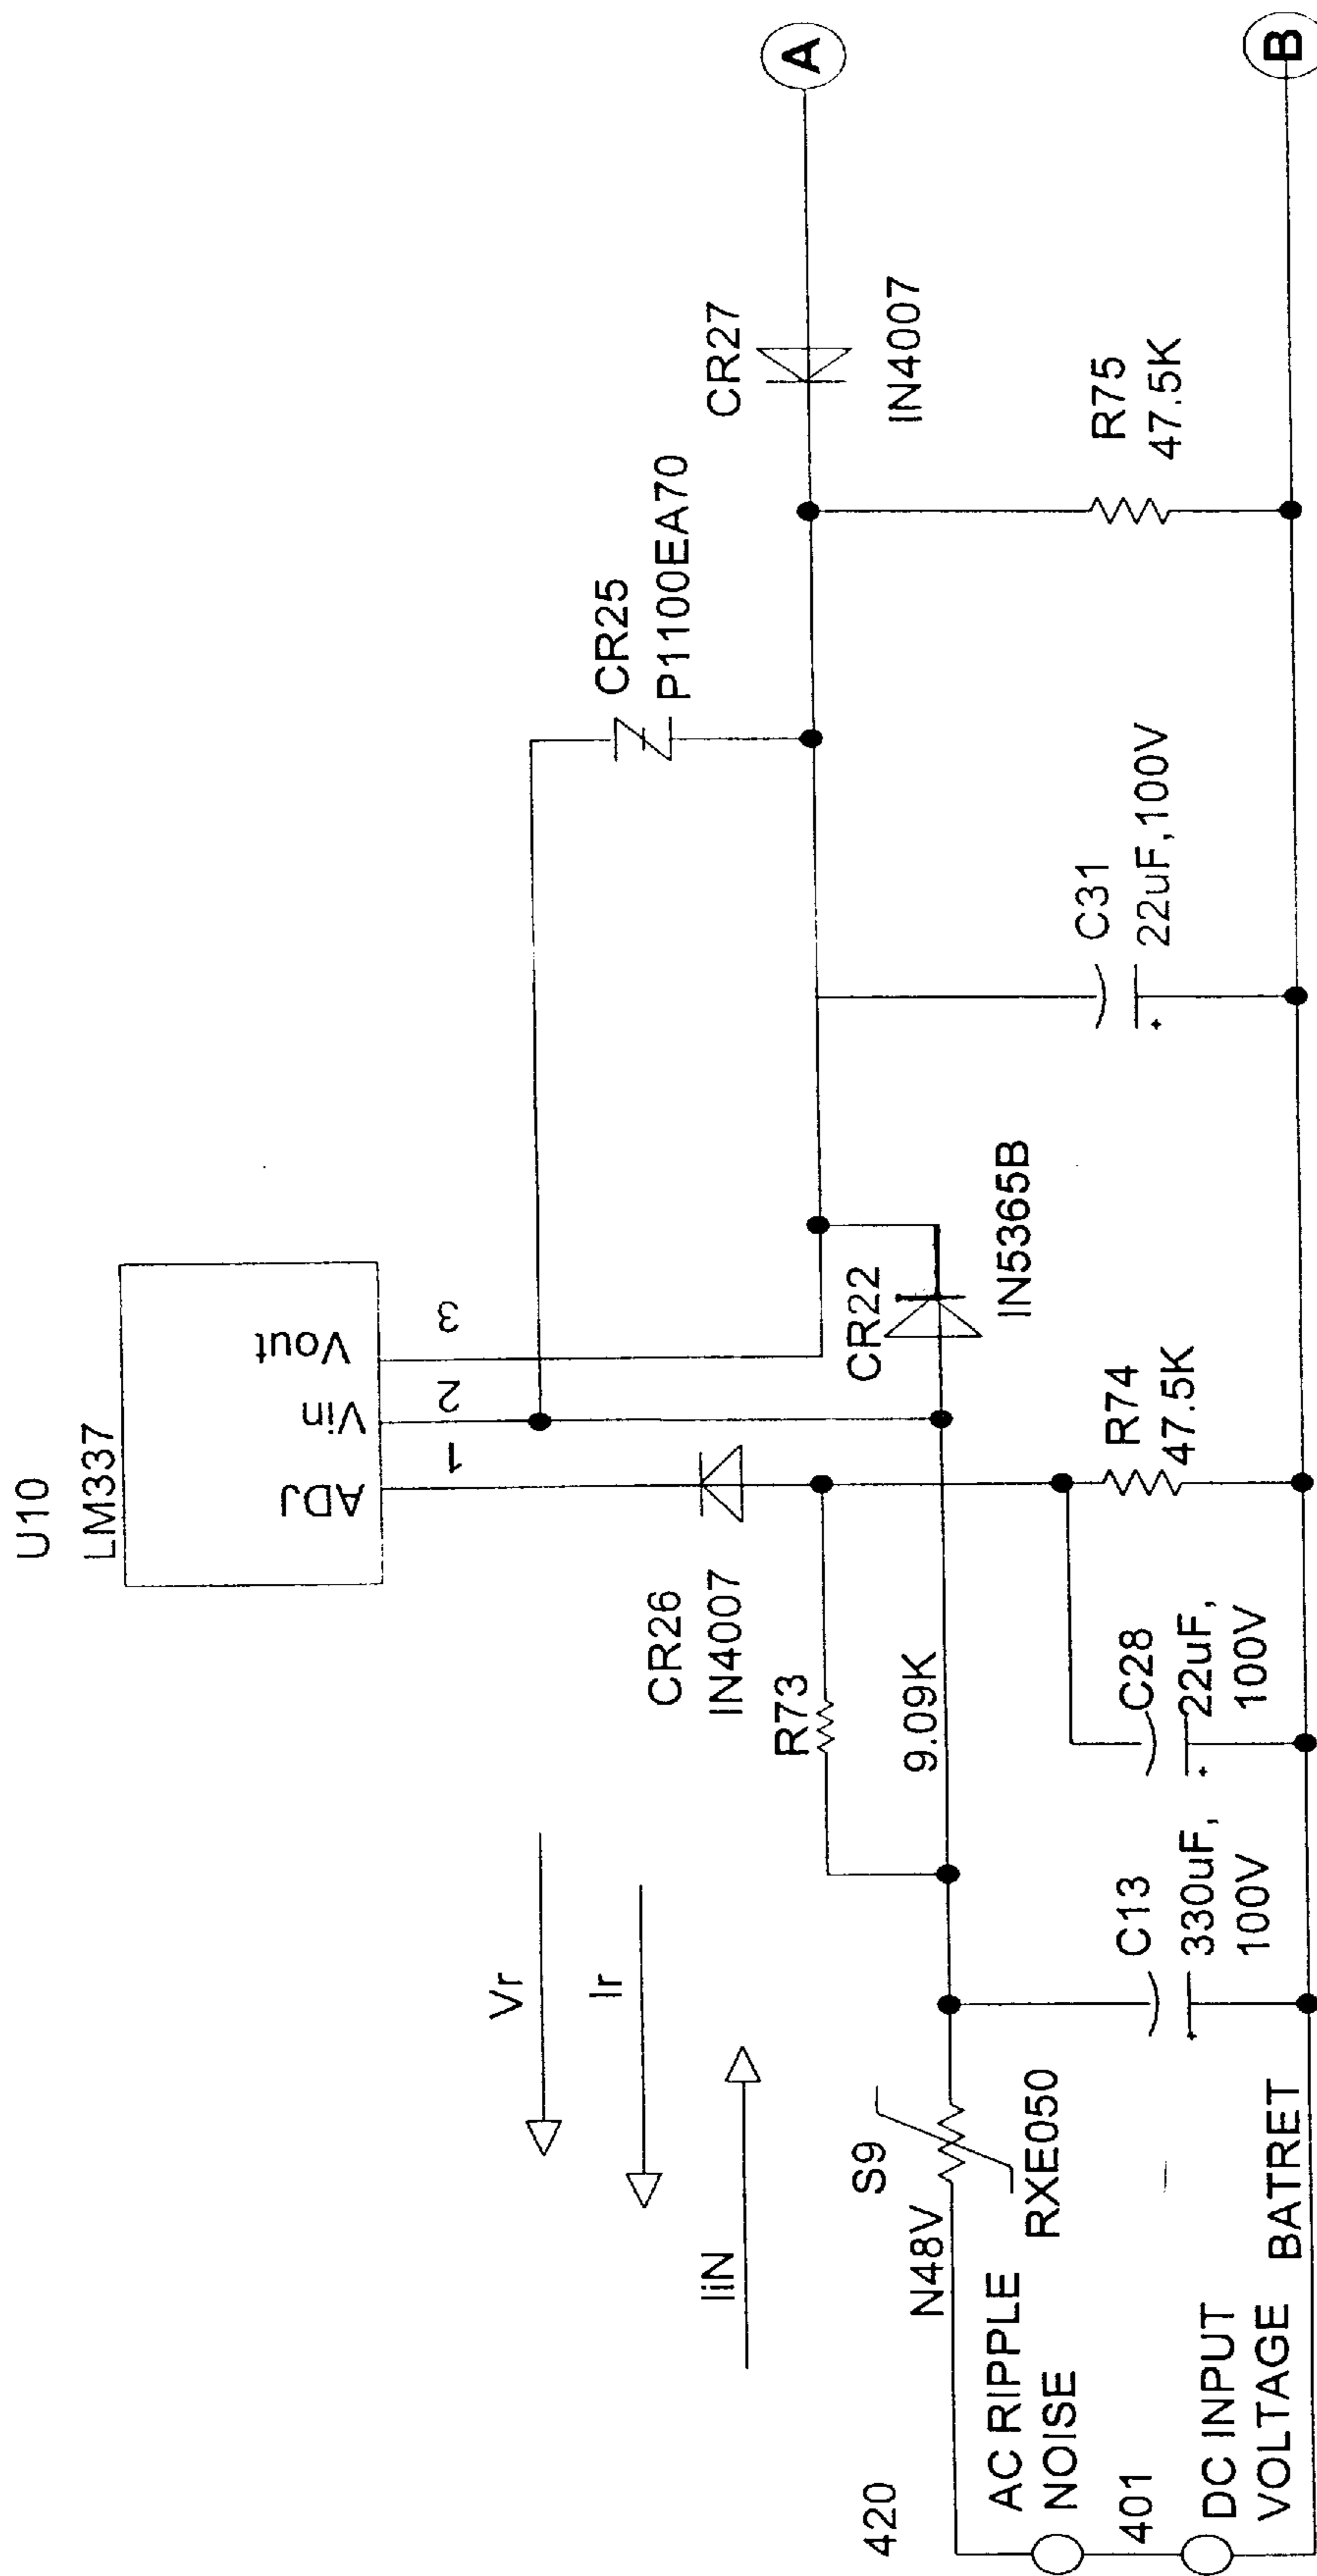 U10
LM337
ADJ
Vin
Vout
1
2
3
Vr
Ir
IiN
CR26
IN4007
CR25
P1100EA70
CR27
IN4007
A
S9
N48V
RXE050
R73
9.09K
CR22
IN5365B
420
AC RIPPLE
NOISE
401
DC INPUT
VOLTAGE
BATRET
C13
330uF,
100V
C28
22uF,
100V
R74
47.5K
C31
22uF,100V
R75
47.5K
B
+
+
+